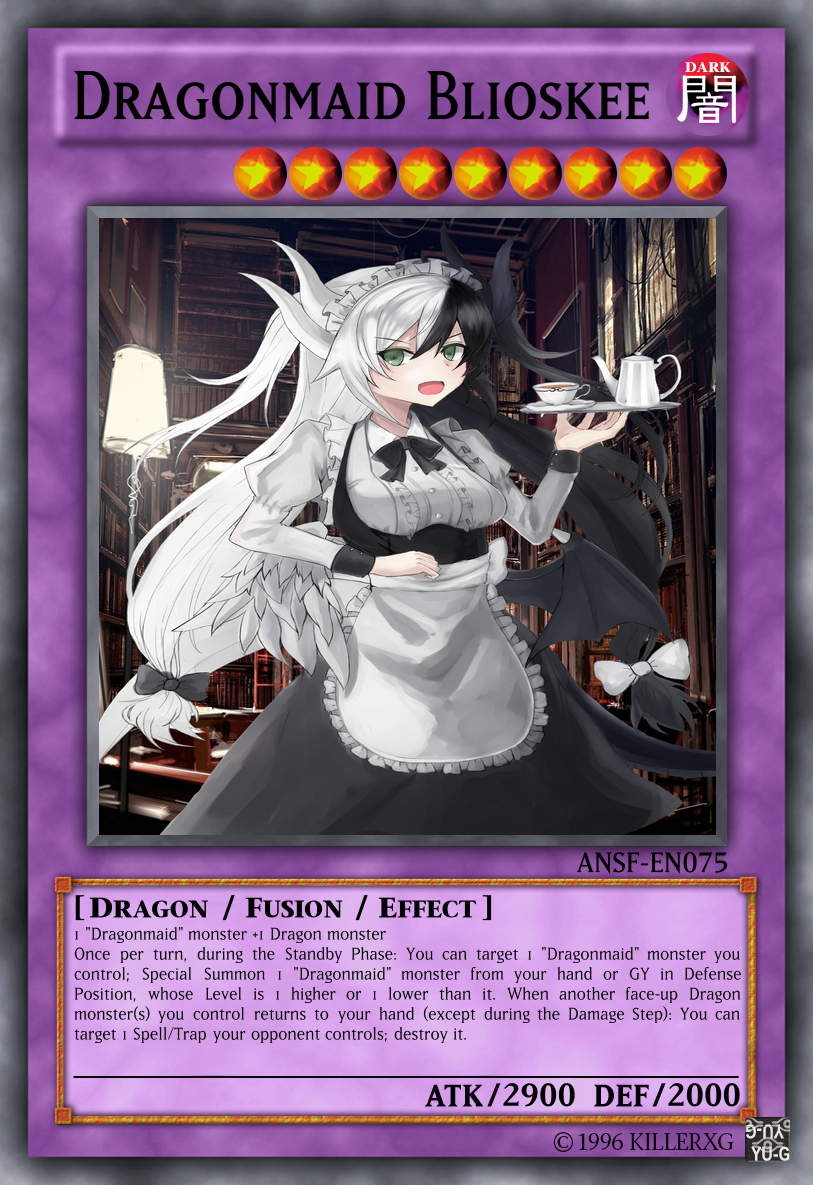 DRAGONMAID BLIOSKEE
DARK
闇
ANSF-EN075
[ DRAGON / FUSION / EFFECT ]
1 "Dragonmaid" monster +1 Dragon monster
Once per turn, during the Standby Phase: You can target 1 "Dragonmaid" monster you
control; Special Summon 1 "Dragonmaid" monster from your hand or GY in Defense
Position, whose Level is 1 higher or 1 lower than it. When another face-up Dragon
monster(s) you control returns to your hand (except during the Damage Step): You can
target 1 Spell/Trap your opponent controls; destroy it.
ATK/2900 DEF/2000
© 1996 KILLERXG
YU-G